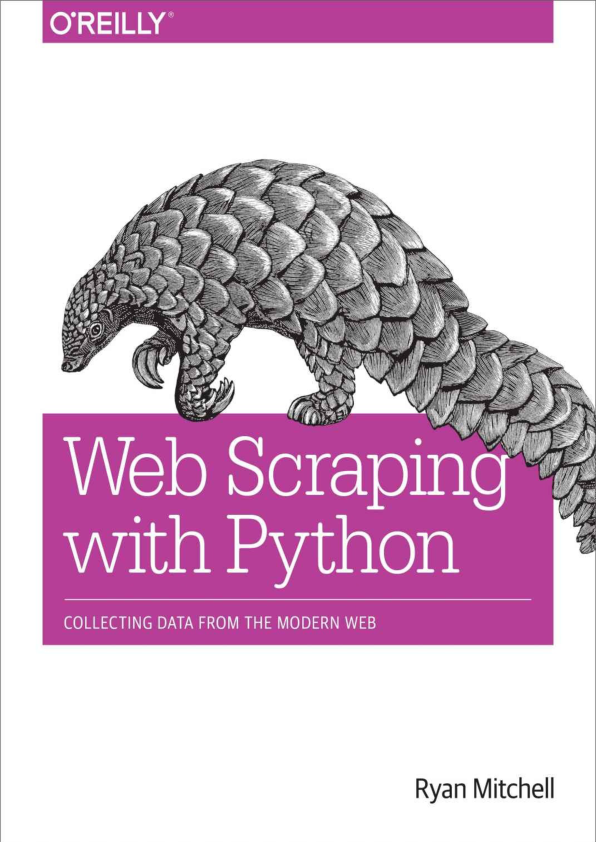 O'REILLY®
Web Scraping
with Python
COLLECTING DATA FROM THE MODERN WEB
Ryan Mitchell